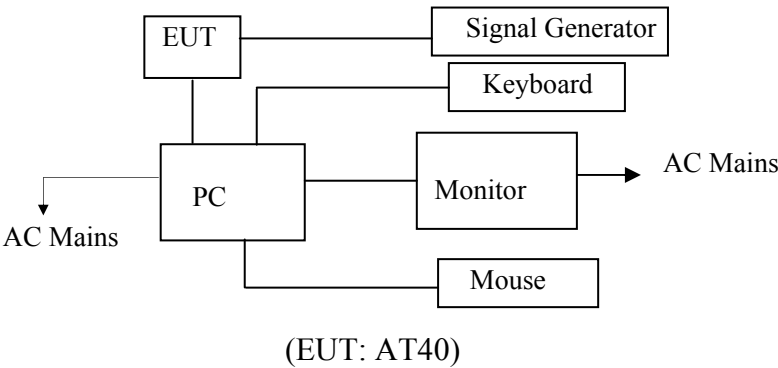 EUT
Signal Generator
Keyboard
AC Mains
PC
Monitor
AC Mains
Mouse
(EUT: AT40)